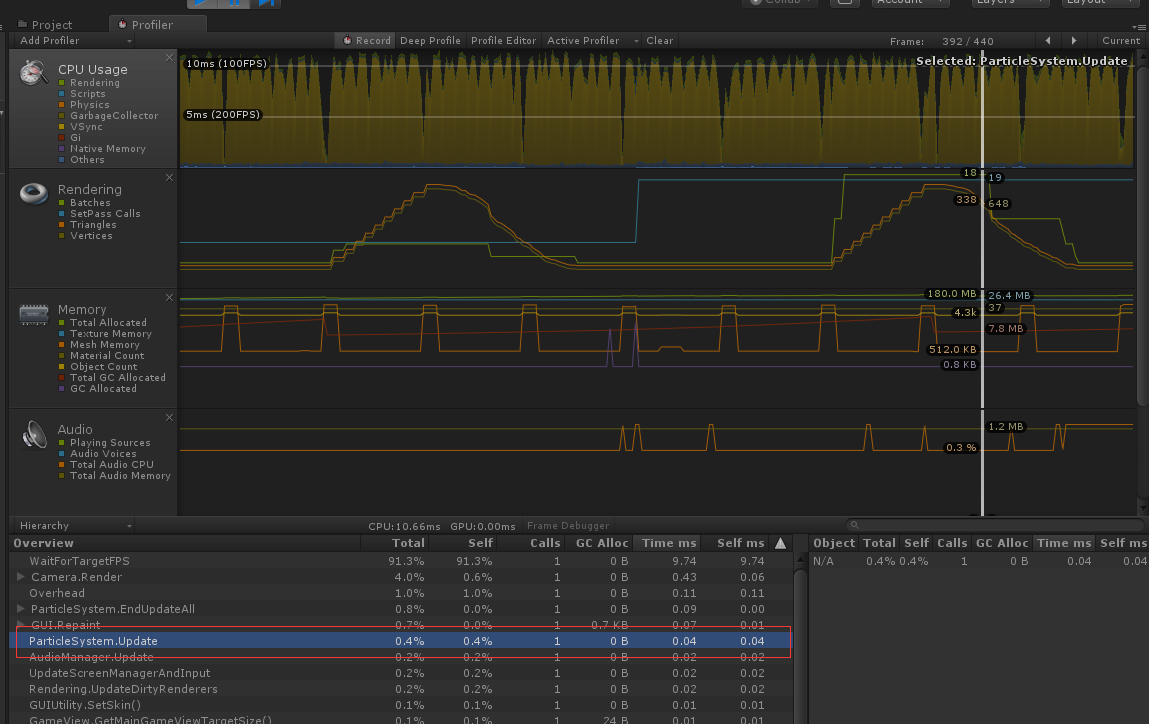 Collab Account Layers Layout
Project Profiler
Add Profiler Record Deep Profile Profile Editor Active Profiler Clear Frame: 392 / 440 Current
CPU Usage
Rendering
Scripts
Physics
GarbageCollector
VSync
Gi
Native Memory
Others
10ms (100FPS)
5ms (200FPS)
Selected: ParticleSystem.Update
Rendering
Batches
SetPass Calls
Triangles
Vertices
18
19
338
648
Memory
Total Allocated
Texture Memory
Mesh Memory
Material Count
Object Count
Total GC Allocated
GC Allocated
180.0 MB
26.4 MB
37
4.3k
7.8 MB
512.0 KB
0.8 KB
Audio
Playing Sources
Audio Voices
Total Audio CPU
Total Audio Memory
1.2 MB
0.3 %
Hierarchy CPU:10.66ms GPU:0.00ms Frame Debugger
Overview Total Self Calls GC Alloc Time ms Self ms
WaitForTargetFPS 91.3% 91.3% 1 0 B 9.74 9.74
Camera.Render 4.0% 0.6% 1 0 B 0.43 0.06
Overhead 1.0% 1.0% 1 0 B 0.11 0.11
ParticleSystem.EndUpdateAll 0.8% 0.0% 1 0 B 0.09 0.00
GUI.Repaint 0.7% 0.1% 1 0.7 KB 0.07 0.01
ParticleSystem.Update 0.4% 0.4% 1 0 B 0.04 0.04
AudioManager.Update 0.2% 0.2% 1 0 B 0.02 0.02
UpdateScreenManagerAndInput 0.2% 0.2% 1 0 B 0.02 0.02
Rendering.UpdateDirtyRenderers 0.2% 0.2% 1 0 B 0.02 0.02
GUIUtility.SetSkin() 0.1% 0.1% 1 0 B 0.01 0.01
GameView.GetMainGameViewTargetSize() 0.1% 0.1% 1 24 B 0.01 0.01
Object Total Self Calls GC Alloc Time ms Self ms
N/A 0.4% 0.4% 1 0 B 0.04 0.04